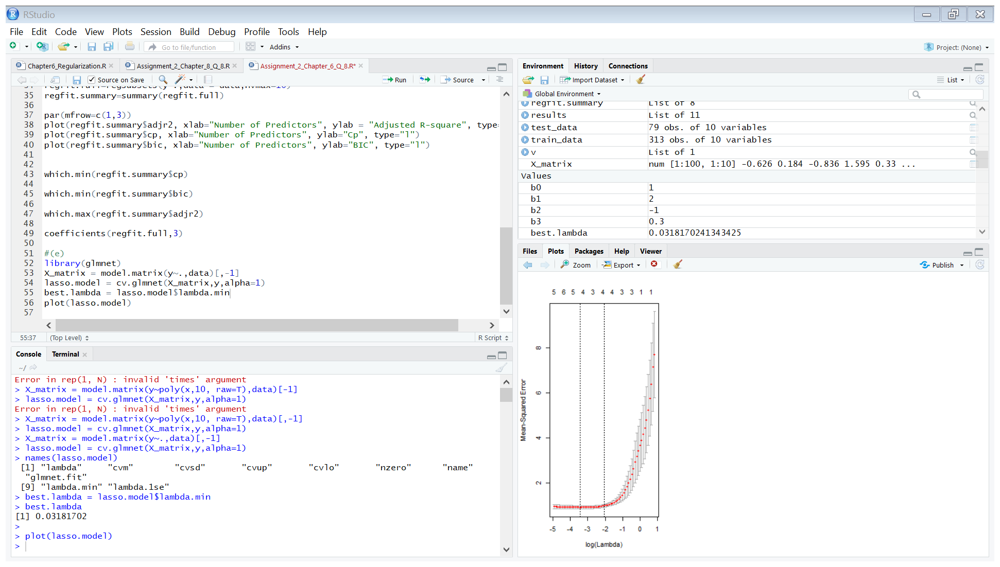 RStudio
File Edit Code View Plots Session Build Debug Profile Tools Help
Go to file/function Addins Project: (None)
Chapter6_Regularization.R Assignment_2_Chapter_8_Q_8.R Assignment_2_Chapter_6_Q_8.R*
Source on Save Run Source
35 regfit.summary=summary(regfit.full)
36
37 par(mfrow=c(1,3))
38 plot(regfit.summary$adjr2, xlab="Number of Predictors", ylab = "Adjusted R-square", type=
39 plot(regfit.summary$cp, xlab="Number of Predictors", ylab="Cp", type="l")
40 plot(regfit.summary$bic, xlab="Number of Predictors", ylab="BIC", type="l")
41
42
43 which.min(regfit.summary$cp)
44
45 which.min(regfit.summary$bic)
46
47 which.max(regfit.summary$adjr2)
48
49 coefficients(regfit.full,3)
50
51 #(e)
52 library(glmnet)
53 X_matrix = model.matrix(y~.,data)[,-1]
54 lasso.model = cv.glmnet(X_matrix,y,alpha=1)
55 best.lambda = lasso.model$lambda.min
56 plot(lasso.model)
57
55:37 (Top Level) R Script
Console Terminal
~/
Error in rep(1, N) : invalid 'times' argument
> X_matrix = model.matrix(y~poly(x,10, raw=T),data)[-1]
> lasso.model = cv.glmnet(X_matrix,y,alpha=1)
Error in rep(1, N) : invalid 'times' argument
> X_matrix = model.matrix(y~poly(x,10, raw=T),data)[,-1]
> lasso.model = cv.glmnet(X_matrix,y,alpha=1)
> X_matrix = model.matrix(y~.,data)[,-1]
> lasso.model = cv.glmnet(X_matrix,y,alpha=1)
> names(lasso.model)
[1] "lambda" "cvm" "cvsd" "cvup" "cvlo" "nzero" "name"
"glmnet.fit"
[9] "lambda.min" "lambda.1se"
> best.lambda = lasso.model$lambda.min
> best.lambda
[1] 0.03181702
>
> plot(lasso.model)
>
Environment History Connections
Import Dataset List
Global Environment
regfit.summary List of 8
results List of 11
test_data 79 obs. of 10 variables
train_data 313 obs. of 10 variables
v List of 1
X_matrix num [1:100, 1:10] -0.626 0.184 -0.836 1.595 0.33 ...
Values
b0 1
b1 2
b2 -1
b3 0.3
best.lambda 0.0318170241343425
Files Plots Packages Help Viewer
Zoom Export Publish
5 6 5 4 3 4 4 3 3 1 1
8
6
4
2
Mean-Squared Error
-5 -4 -3 -2 -1 0 1
log(Lambda)